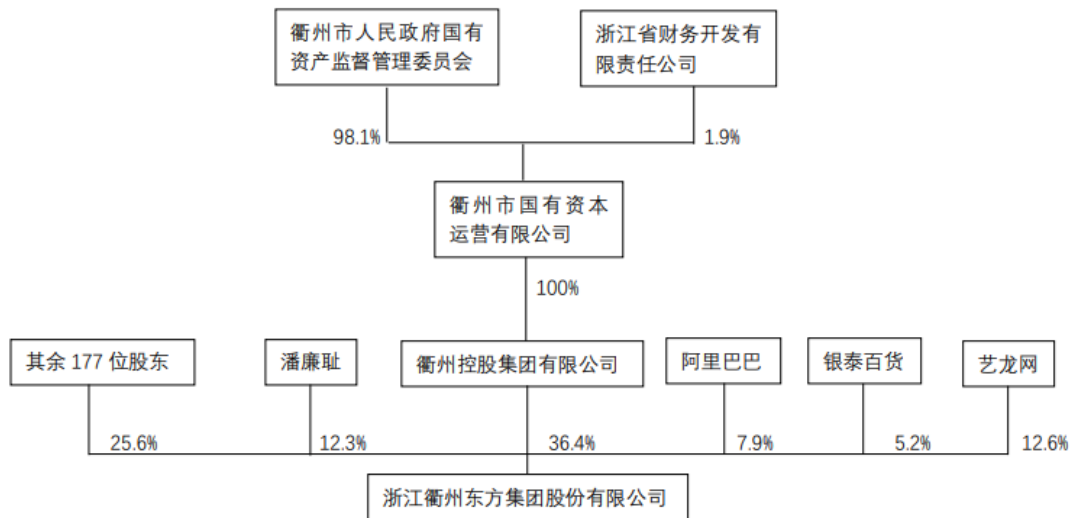 衢州市人民政府国有
资产监督管理委员会
浙江省财务开发有
限责任公司
98.1%
1.9%
衢州市国有资本
运营有限公司
100%
其余 177 位股东
潘廉耻
衢州控股集团有限公司
阿里巴巴
银泰百货
艺龙网
25.6%
12.3%
36.4%
7.9%
5.2%
12.6%
浙江衢州东方集团股份有限公司